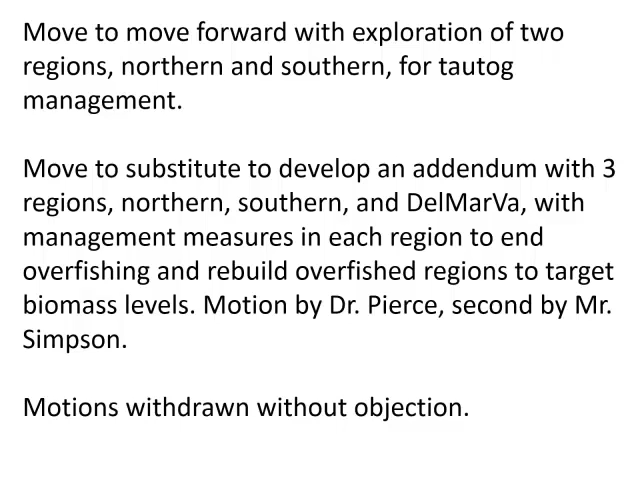 Move to move forward with exploration of two
regions, northern and southern, for tautog
management.
Move to substitute to develop an addendum with 3
regions, northern, southern, and DelMarVa, with
management measures in each region to end
overfishing and rebuild overfished regions to target
biomass levels. Motion by Dr. Pierce, second by Mr.
Simpson.
Motions withdrawn without objection.